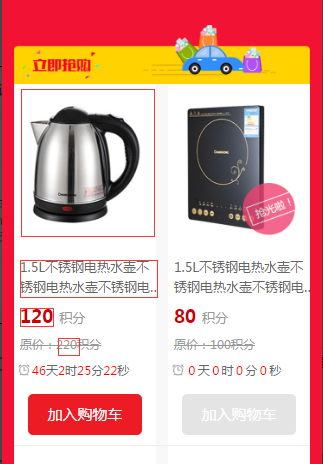 立即抢购
抢光啦！
1.5L不锈钢电热水壶不
锈钢电热水壶不锈钢电...
120 积分
原价：220积分
46天2时25分22秒
加入购物车
1.5L不锈钢电热水壶不
锈钢电热水壶不锈钢电...
80 积分
原价：100积分
0天0时0分0秒
加入购物车